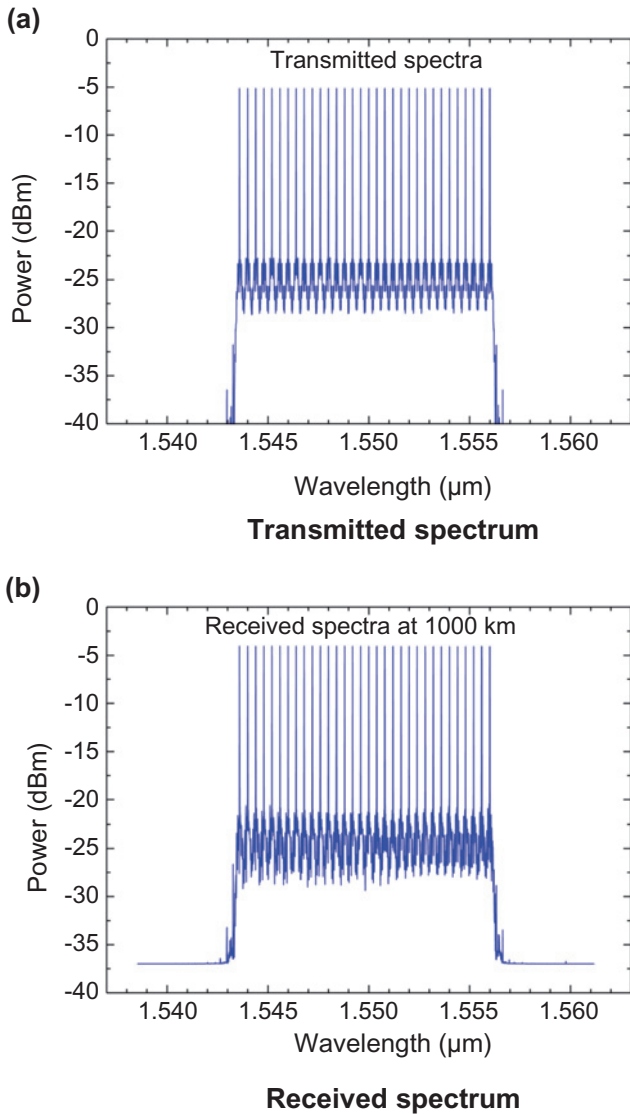 (a)
0
Transmitted spectra
-5
-10
-15
-20
-25
-30
-35
-40
Power (dBm)
1.540 1.545 1.550 1.555 1.560
Wavelength (µm)
Transmitted spectrum
(b)
0
Received spectra at 1000 km
-5
-10
-15
-20
-25
-30
-35
-40
Power (dBm)
1.540 1.545 1.550 1.555 1.560
Wavelength (µm)
Received spectrum